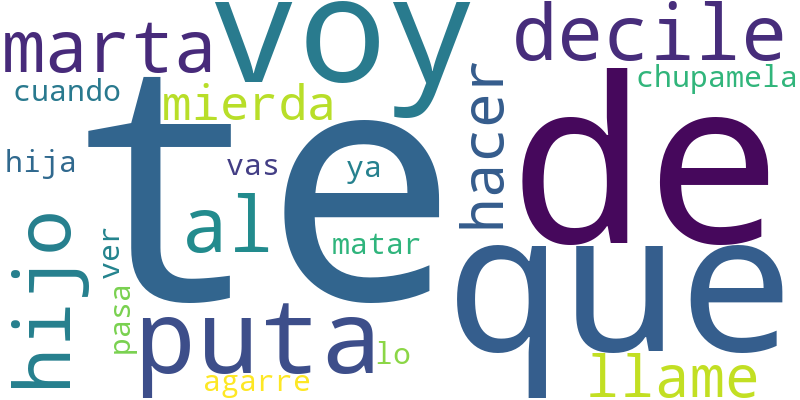 marta
voy
decile
cuando
mierda
chupamela
te
de
hacer
hija
vas
ya
hijo
al
matar
ver
que
pasa
puta
lo
agarre
llame